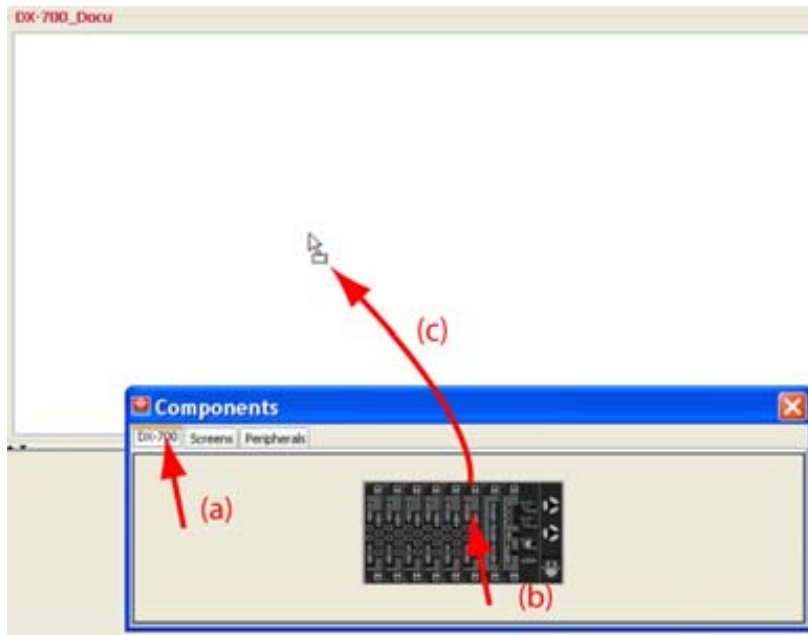 DX-700_Docu
(c)
Components
DX-700 Screens Peripherals
(a)
(b)